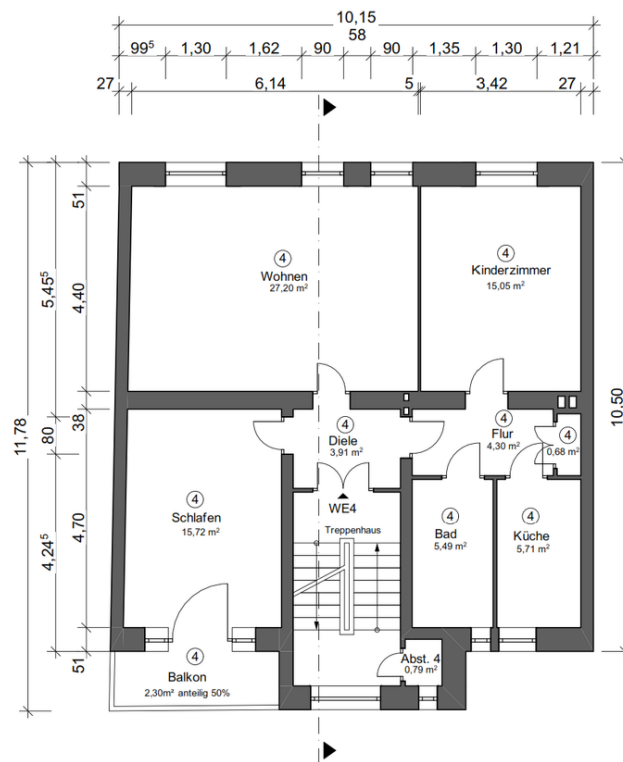 10,15
58
99⁵ 1,30 1,62 90 90 1,35 1,30 1,21
27 6,14 5 3,42 27
51
5,45⁵
4,40
4
Wohnen
27,20 m²
4
Kinderzimmer
15,05 m²
11,78
10.50
38
80
4
Diele
3,91 m²
4
Flur
4,30 m²
4
0,68 m²
WE4
Treppenhaus
4
Schlafen
15,72 m²
4
Bad
5,49 m²
4
Küche
5,71 m²
4,70
4,24⁵
51
4
Balkon
2,30m² anteilig 50%
Abst. 4
0,79 m²